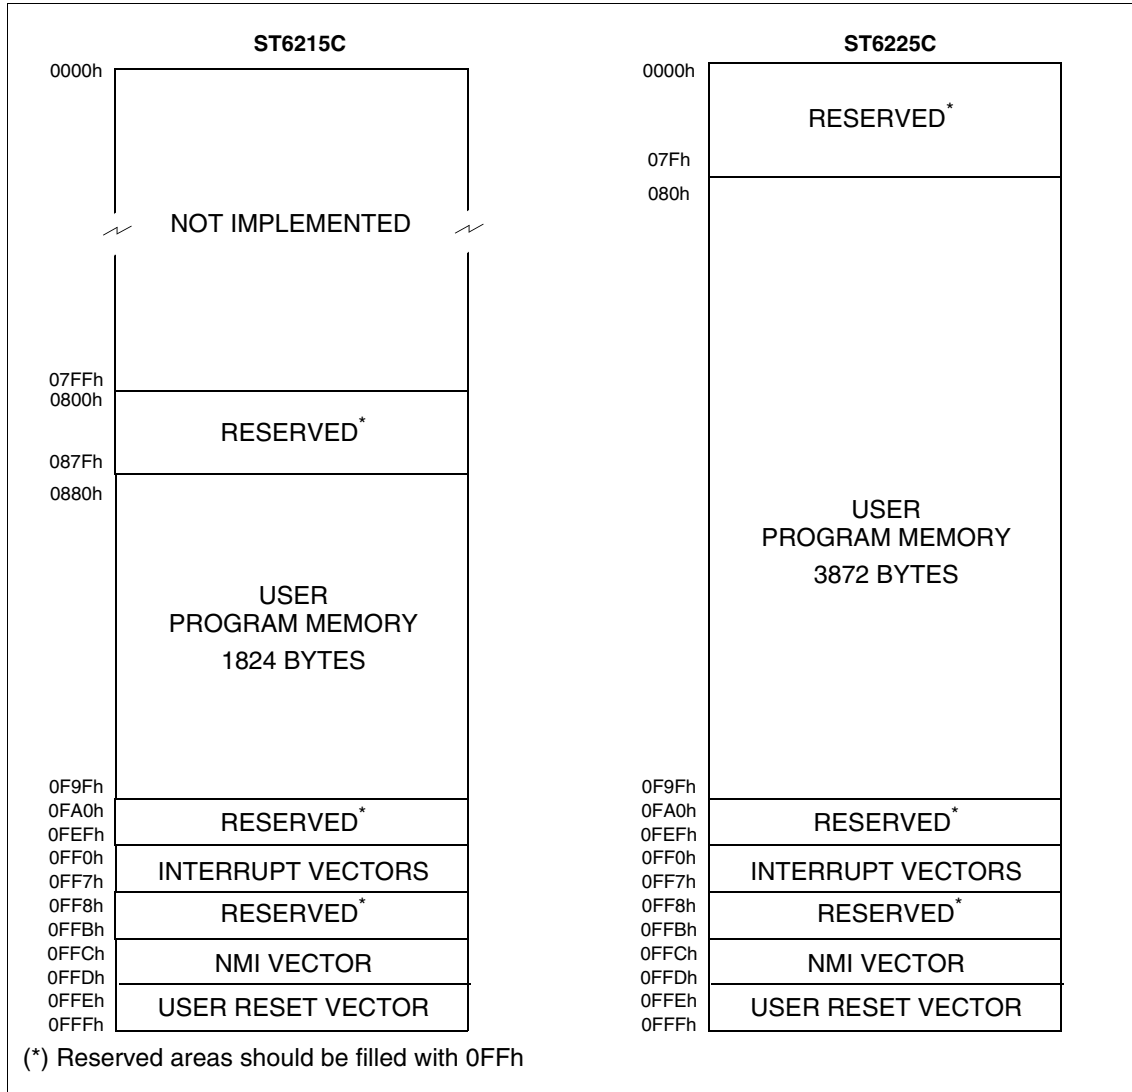 ST6215C
0000h
NOT IMPLEMENTED
07FFh
0800h
RESERVED*
087Fh
0880h
USER
PROGRAM MEMORY
1824 BYTES
0F9Fh
0FA0h
RESERVED*
0FEFh
0FF0h
INTERRUPT VECTORS
0FF7h
0FF8h
RESERVED*
0FFBh
0FFCh
NMI VECTOR
0FFDh
0FFEh
USER RESET VECTOR
0FFFh
ST6225C
0000h
RESERVED*
07Fh
080h
USER
PROGRAM MEMORY
3872 BYTES
0F9Fh
0FA0h
RESERVED*
0FEFh
0FF0h
INTERRUPT VECTORS
0FF7h
0FF8h
RESERVED*
0FFBh
0FFCh
NMI VECTOR
0FFDh
0FFEh
USER RESET VECTOR
0FFFh
(*) Reserved areas should be filled with 0FFh